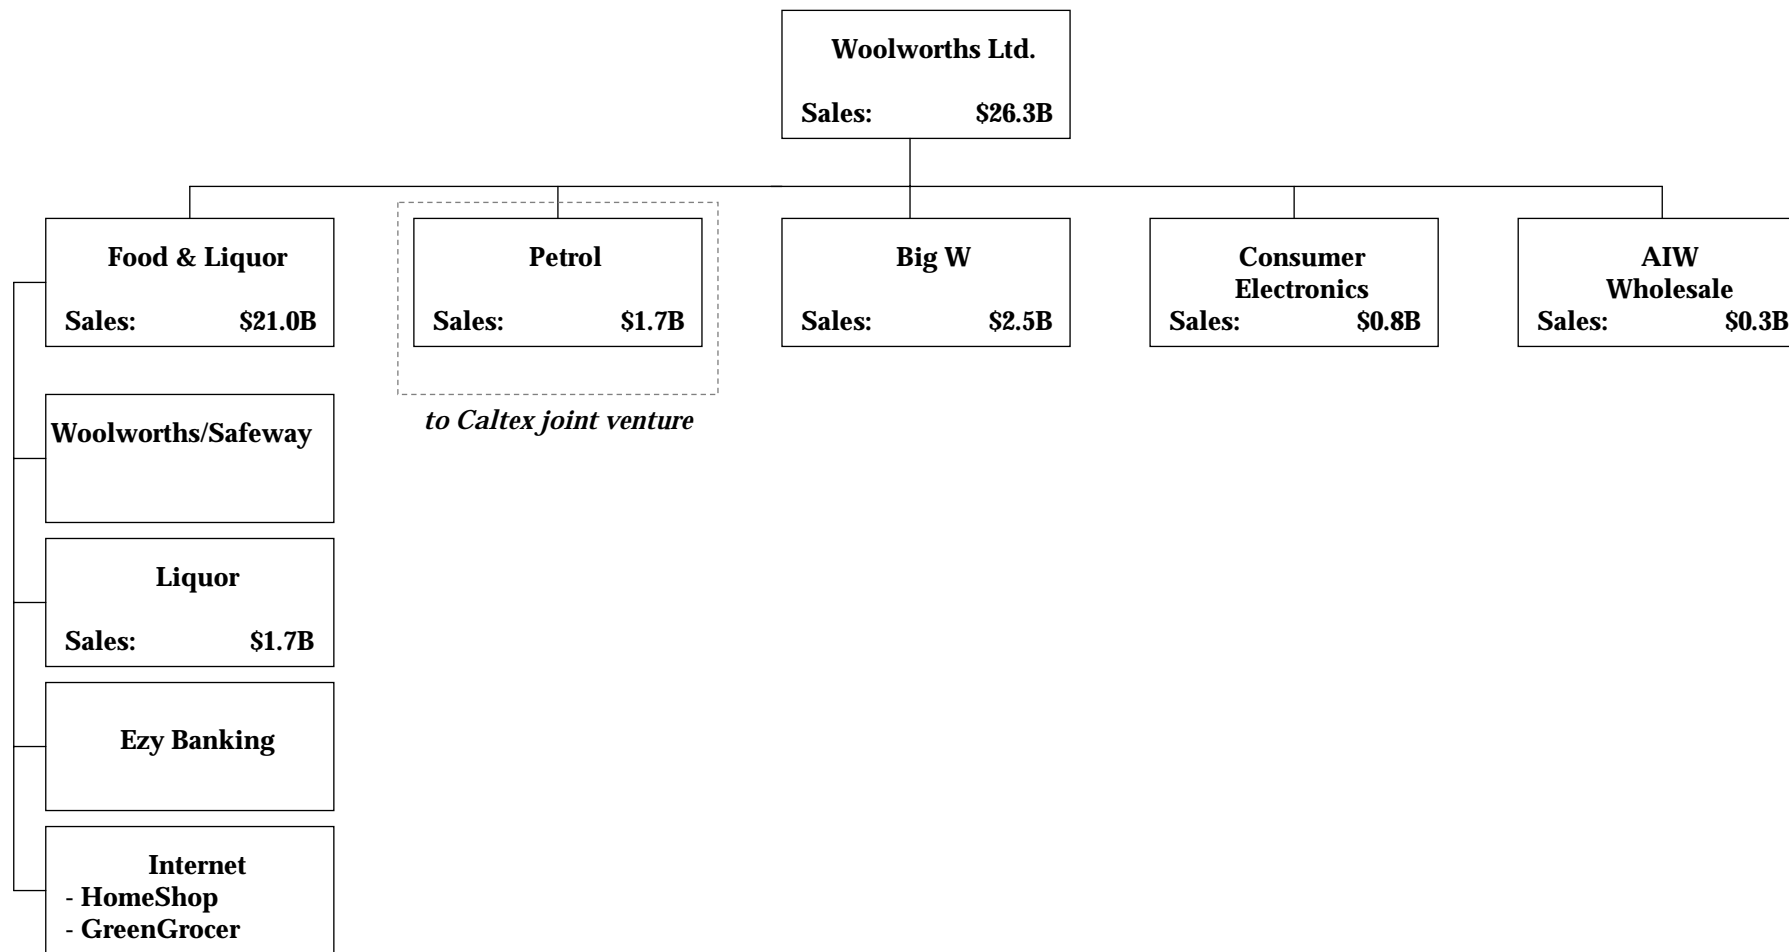 Woolworths Ltd.
Sales: $26.3B
Food & Liquor
Sales: $21.0B
Petrol
Sales: $1.7B
to Caltex joint venture
Big W
Sales: $2.5B
Consumer
Electronics
Sales: $0.8B
AIW
Wholesale
Sales: $0.3B
Woolworths/Safeway
Liquor
Sales: $1.7B
Ezy Banking
Internet
- HomeShop
- GreenGrocer